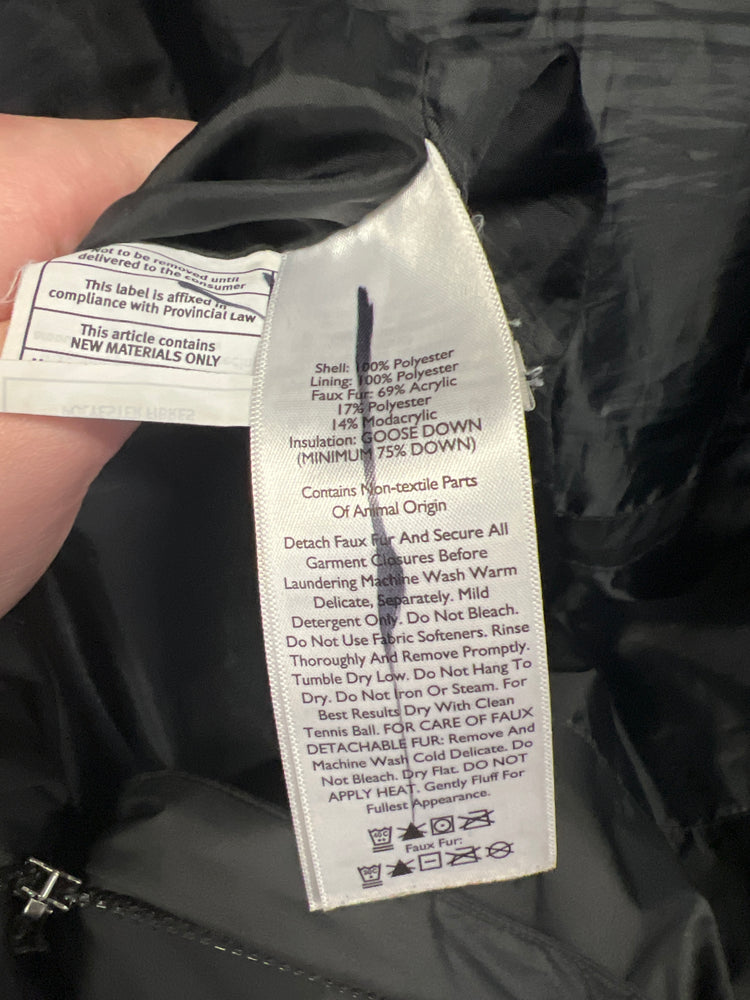 Not to be removed until
delivered to the consumer
This label is affixed in
compliance with Provincial Law
This article contains
NEW MATERIALS ONLY
Shell: 100% Polyester
Lining: 100% Polyester
Faux Fur: 69% Acrylic
17% Polyester
14% Modacrylic
Insulation: GOOSE DOWN
(MINIMUM 75% DOWN)
Contains Non-textile Parts
Of Animal Origin
Detach Faux Fur And Secure All
Garment Closures Before
Laundering Machine Wash Warm
Delicate, Separately. Mild
Detergent Only. Do Not Bleach.
Do Not Use Fabric Softeners. Rinse
Thoroughly And Remove Promptly.
Tumble Dry Low. Do Not Hang To
Dry. Do Not Iron Or Steam. For
Best Results Dry With Clean
Tennis Ball. FOR CARE OF FAUX
DETACHABLE FUR: Remove And
Machine Wash Cold Delicate. Do
Not Bleach. Dry Flat. DO NOT
APPLY HEAT. Gently Fluff For
Fullest Appearance.
Faux Fur: